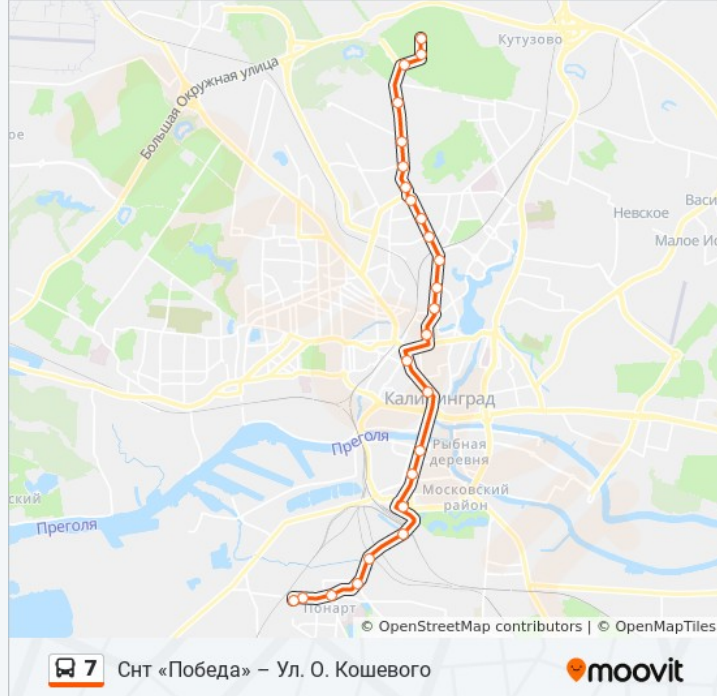 Кутузово
Большая Окружная улица
ое
Невское
Васи
Малое Ис
Калининград
Преголя
Рыбная
деревня
ский
Московский
район
Преголя
Понарт
© OpenStreetMap contributors | © OpenMapTiles
7 Снт «Победа» – Ул. О. Кошевого
moovit